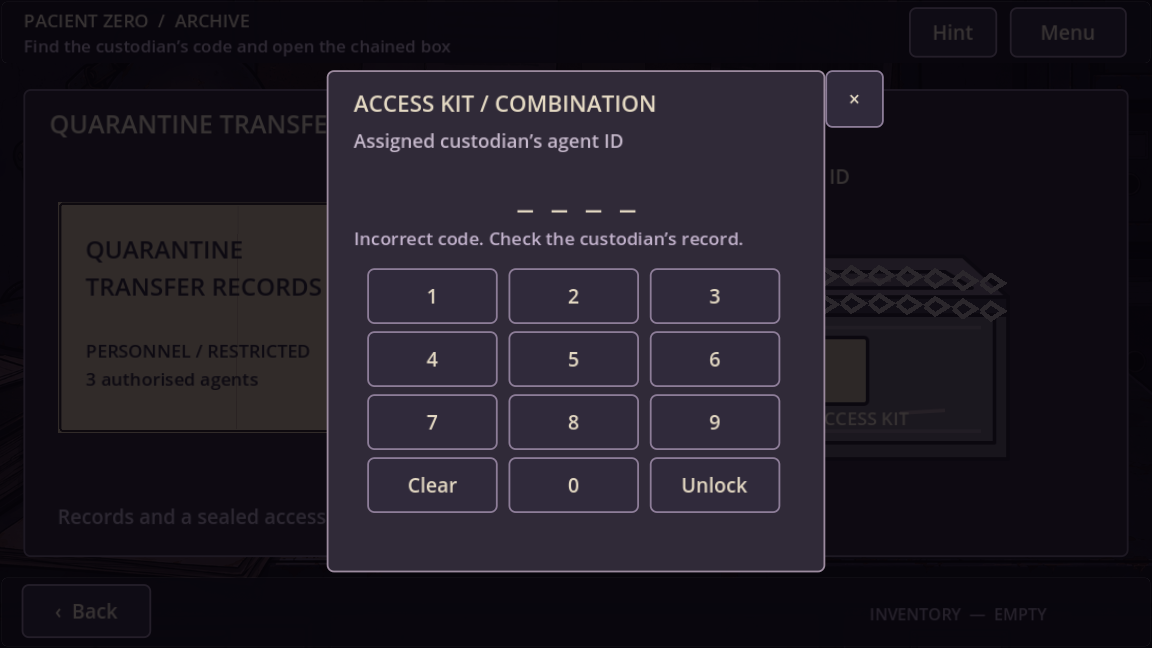 PACIENT ZERO / ARCHIVE
Find the custodian’s code and open the chained box
Hint
Menu
QUARANTINE TRANSFE
ACCESS KIT / COMBINATION
×
Assigned custodian’s agent ID
ID
_ _ _ _
Incorrect code. Check the custodian’s record.
QUARANTINE
TRANSFER RECORDS
PERSONNEL / RESTRICTED
3 authorised agents
1 2 3
4 5 6
7 8 9
Clear 0 Unlock
CCESS KIT
Records and a sealed access
‹ Back
INVENTORY — EMPTY